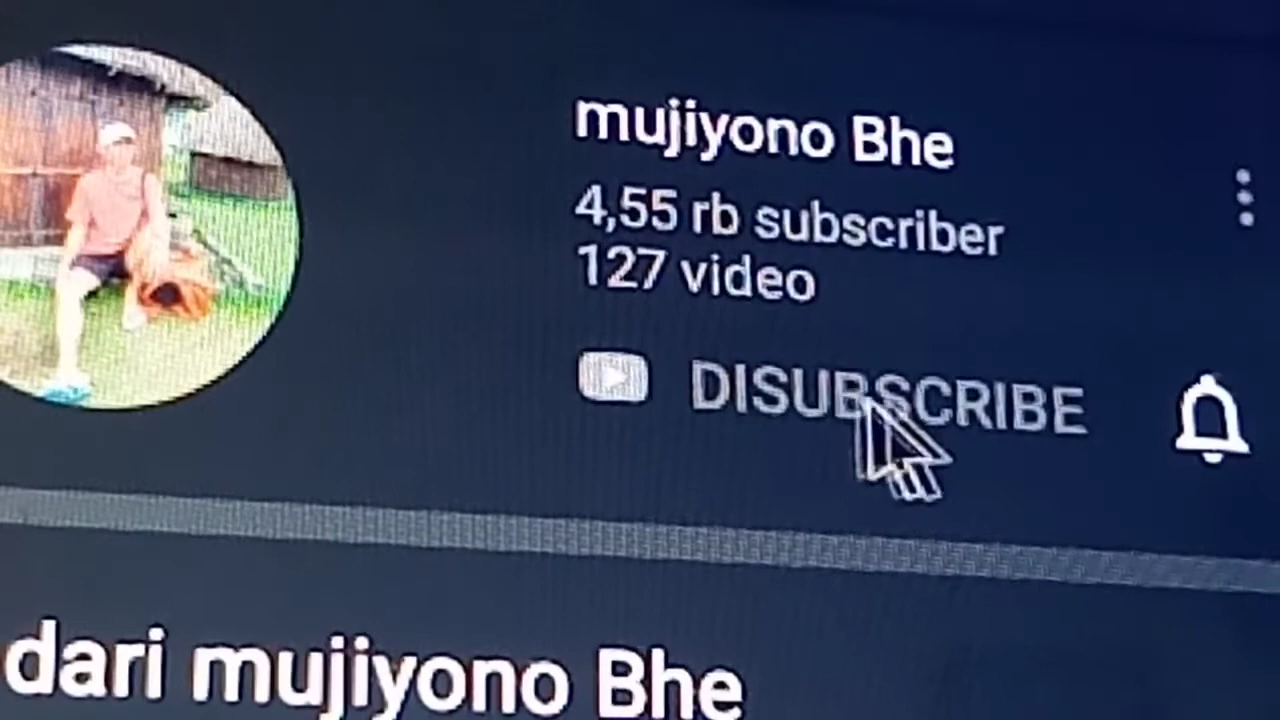 mujiyono Bhe
4,55 rb subscriber
127 video
DISUBSCRIBE
dari mujiyono Bhe